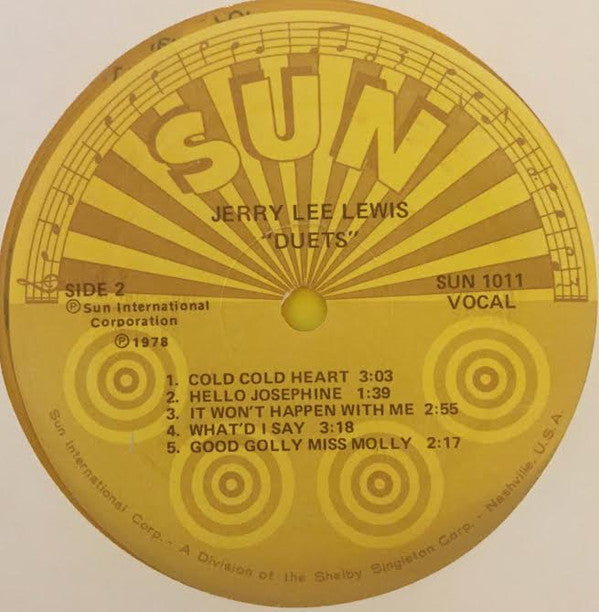 SUN
JERRY LEE LEWIS
"DUETS"
SIDE 2
℗ Sun International
Corporation
℗ 1978
SUN 1011
VOCAL
1. COLD COLD HEART 3:03
2. HELLO JOSEPHINE 1:39
3. IT WON'T HAPPEN WITH ME 2:55
4. WHAT'D I SAY 3:18
5. GOOD GOLLY MISS MOLLY 2:17
Sun International Corp. - A Division of the Shelby Singleton Corp. - Nashville, U.S.A.